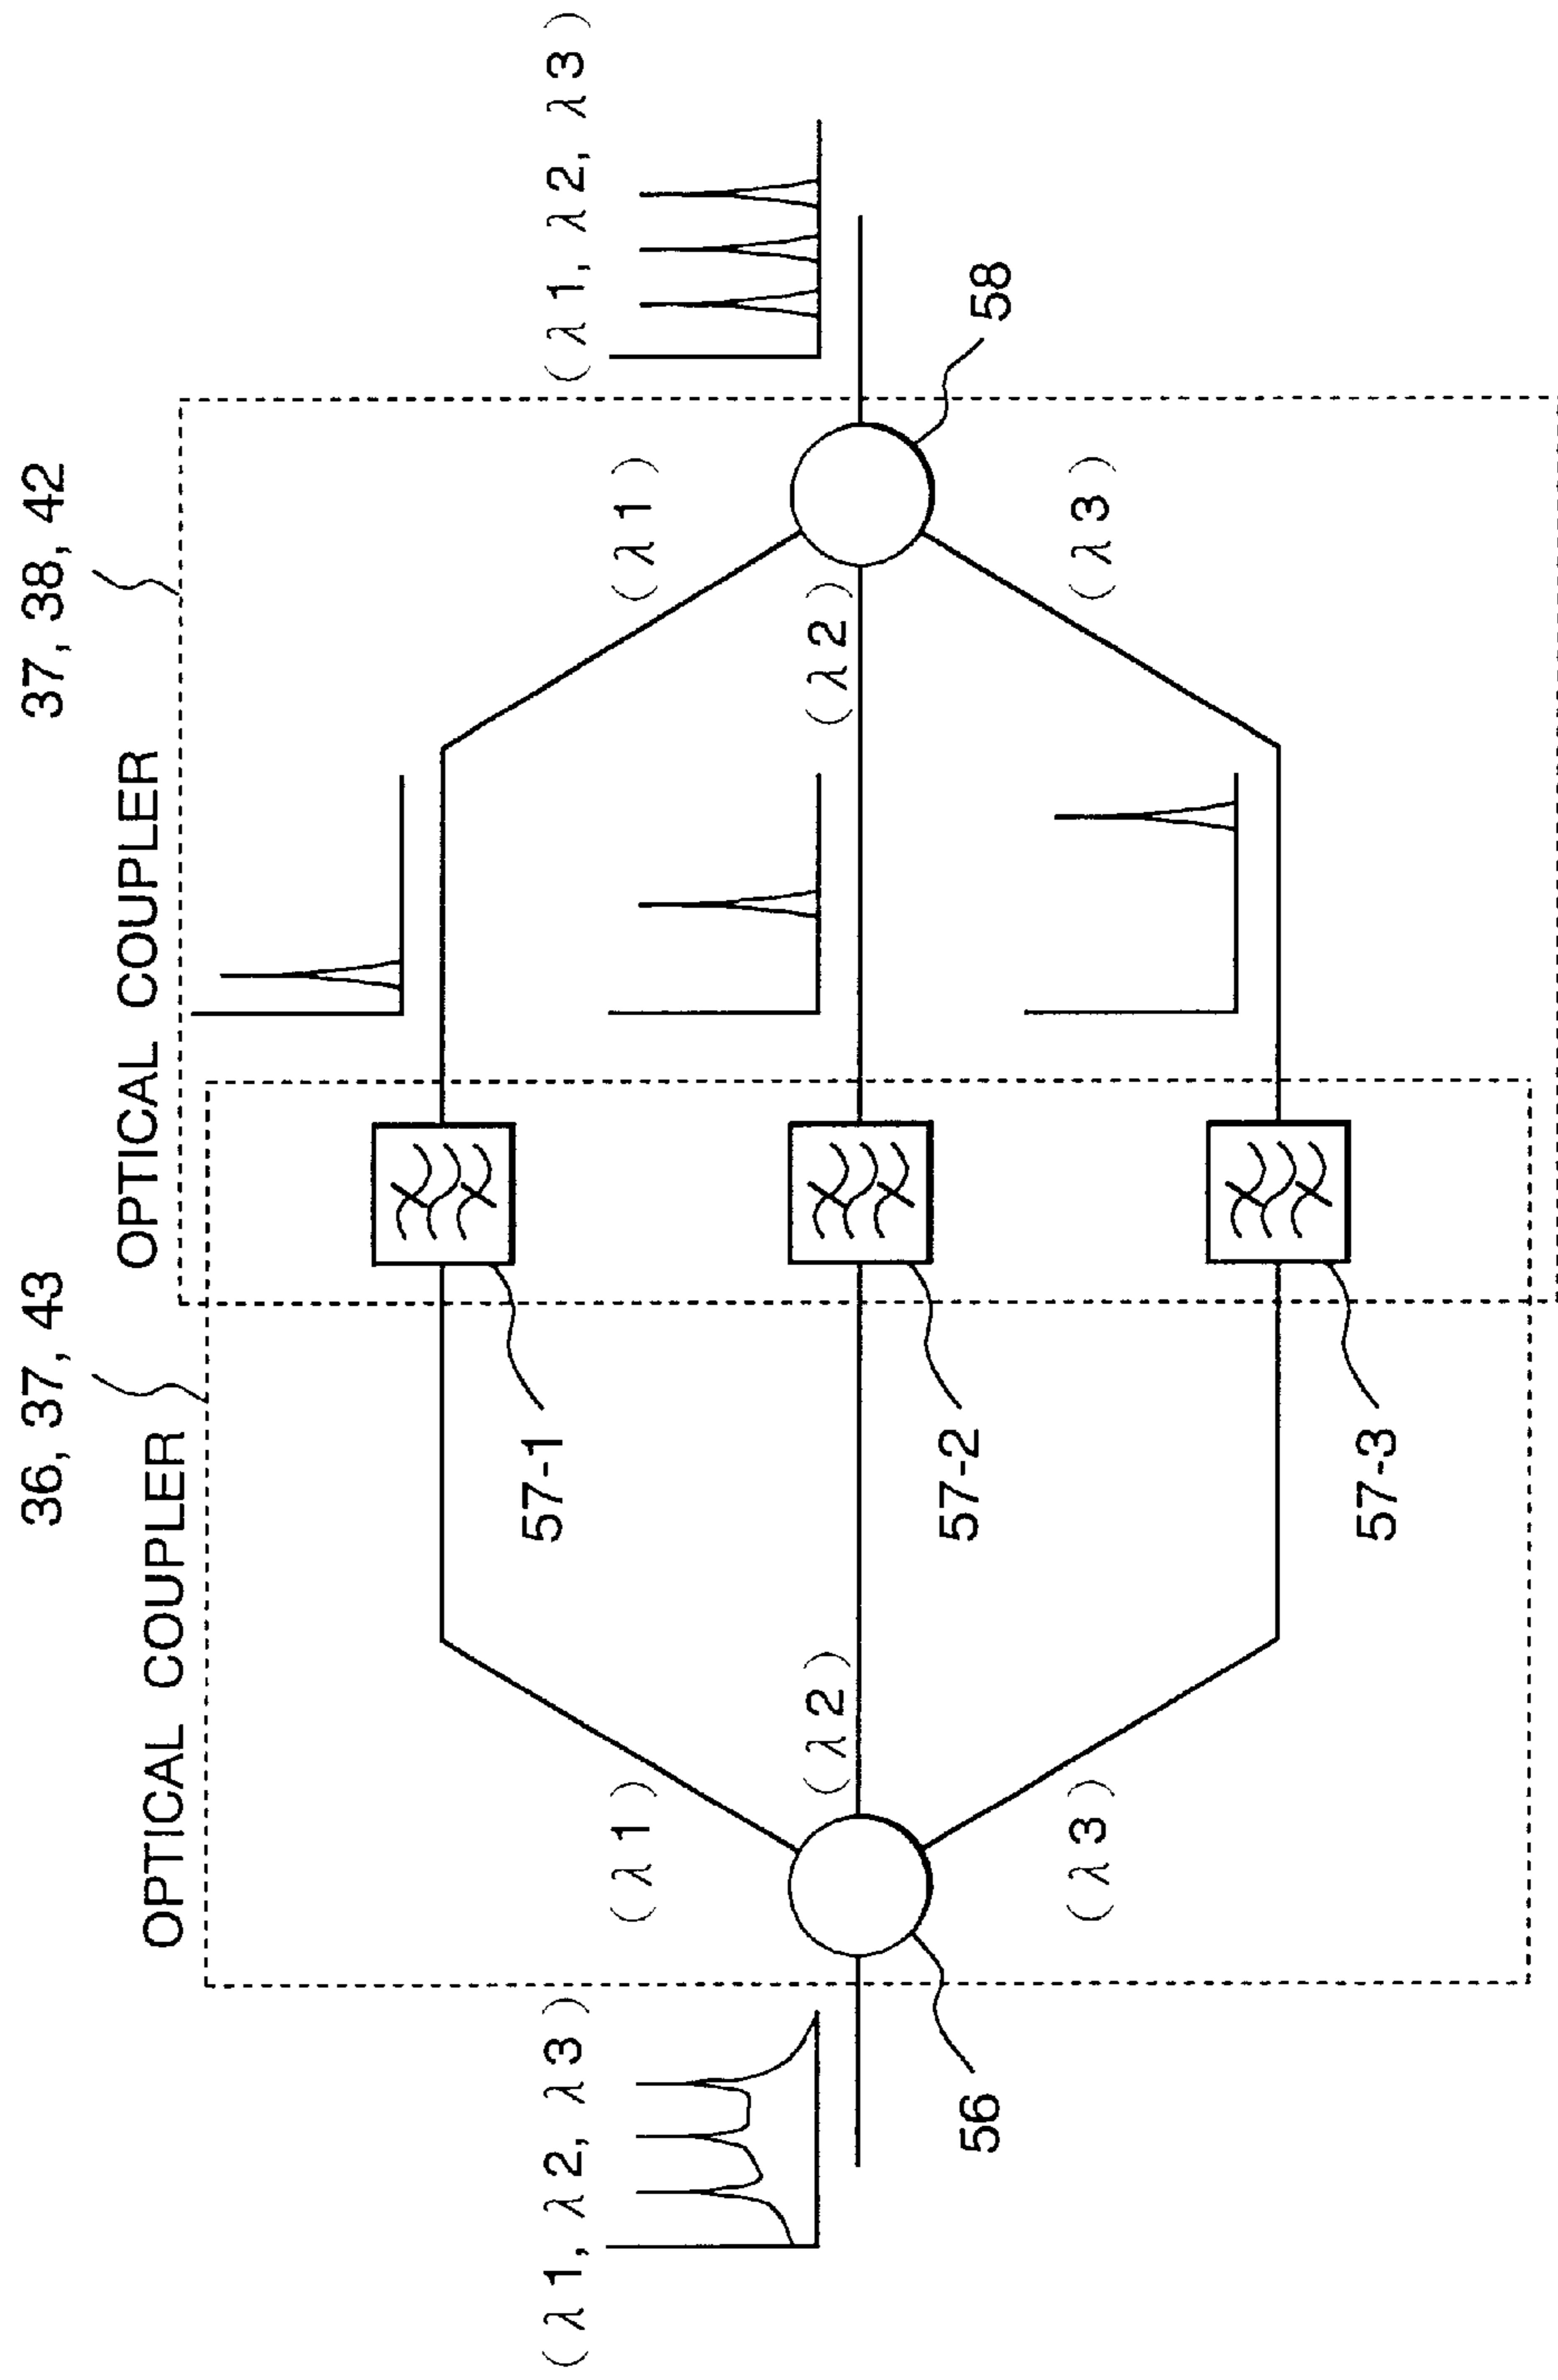 36, 37, 43
37, 38, 42
OPTICAL COUPLER
OPTICAL COUPLER
(λ1, λ2, λ3)
(λ1, λ2, λ3)
(λ1)
(λ1)
57-1
(λ2)
(λ2)
56
57-2
58
(λ3)
(λ3)
57-3